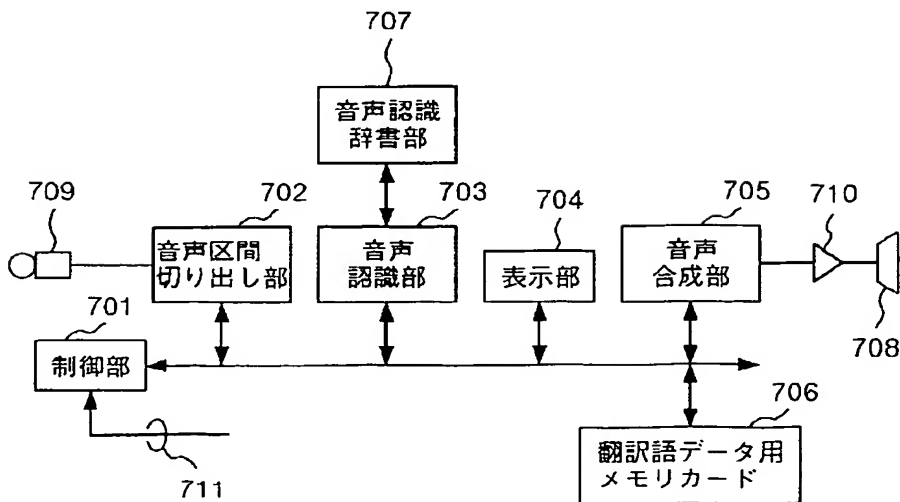 707
音声認識
辞書部
709
702
703
704
705
710
音声区間
切り出し部
音声
認識部
表示部
音声
合成部
708
701
制御部
706
翻訳語データ用
メモリカード
711